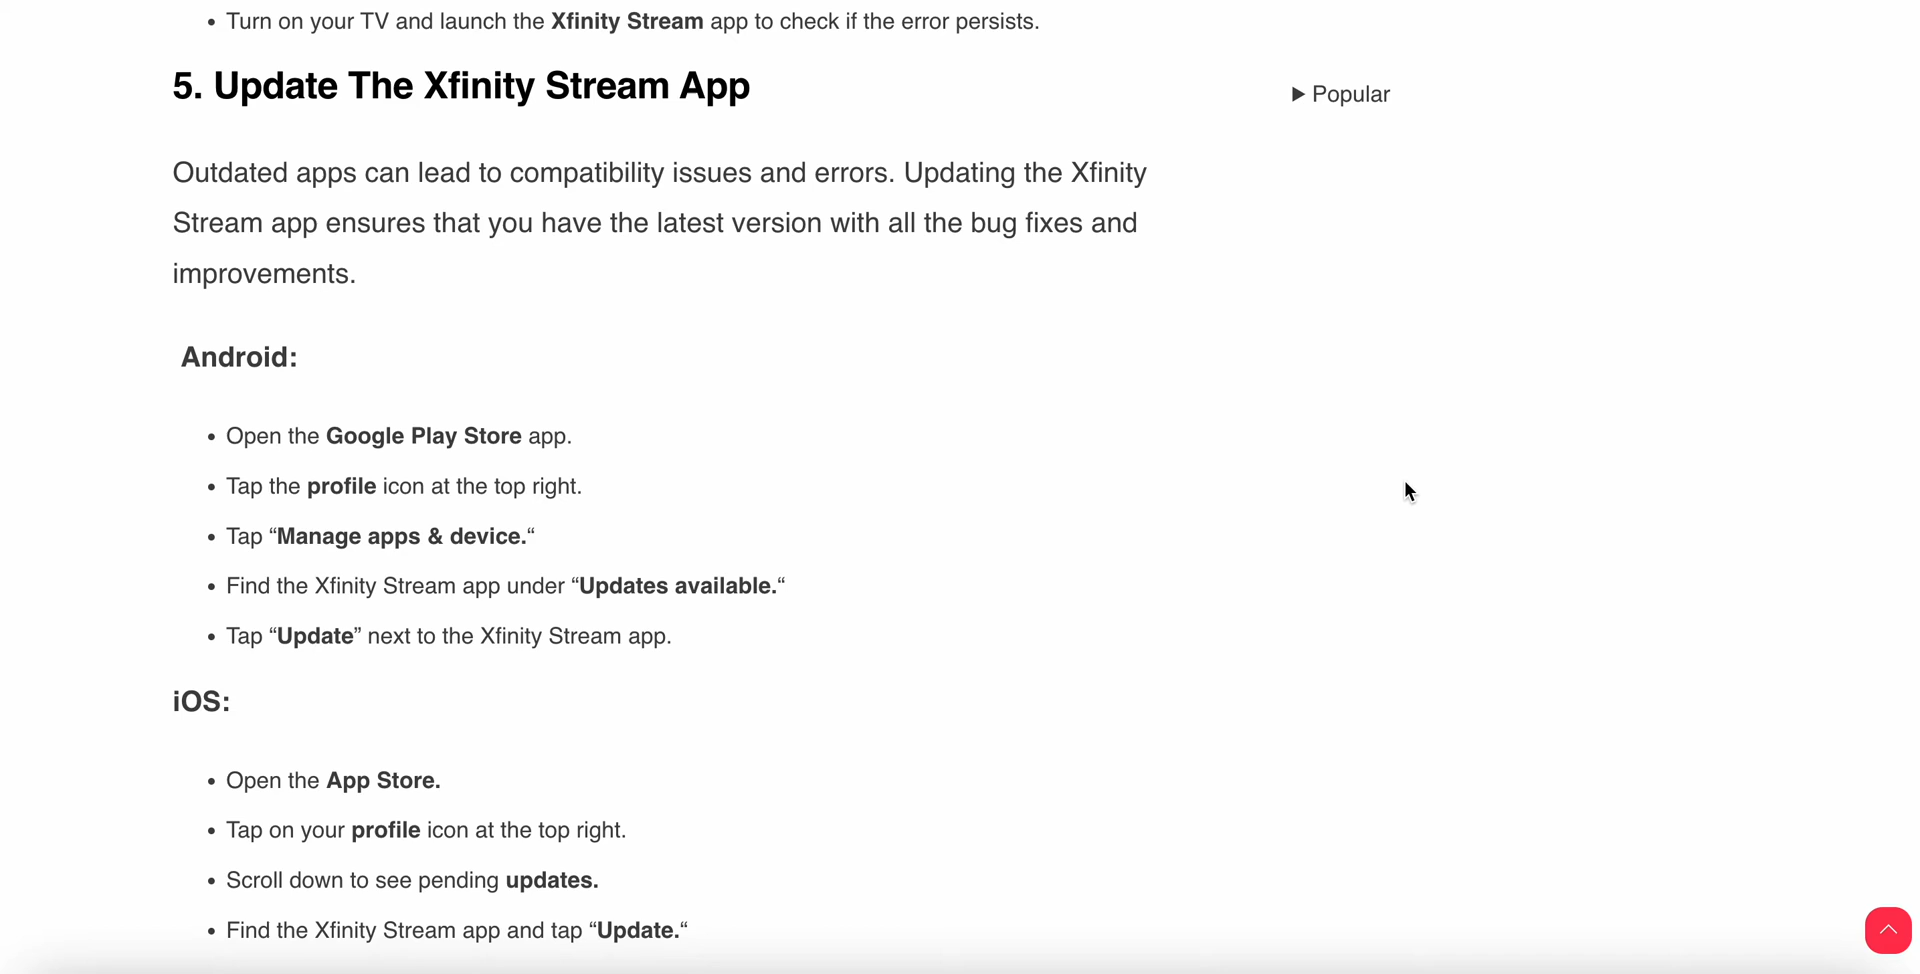 • Turn on your TV and launch the Xfinity Stream app to check if the error persists.
5. Update The Xfinity Stream App
▶ Popular
Outdated apps can lead to compatibility issues and errors. Updating the Xfinity
Stream app ensures that you have the latest version with all the bug fixes and
improvements.
Android:
• Open the Google Play Store app.
• Tap the profile icon at the top right.
• Tap “Manage apps & device.“
• Find the Xfinity Stream app under “Updates available.“
• Tap “Update” next to the Xfinity Stream app.
iOS:
• Open the App Store.
• Tap on your profile icon at the top right.
• Scroll down to see pending updates.
• Find the Xfinity Stream app and tap “Update.“